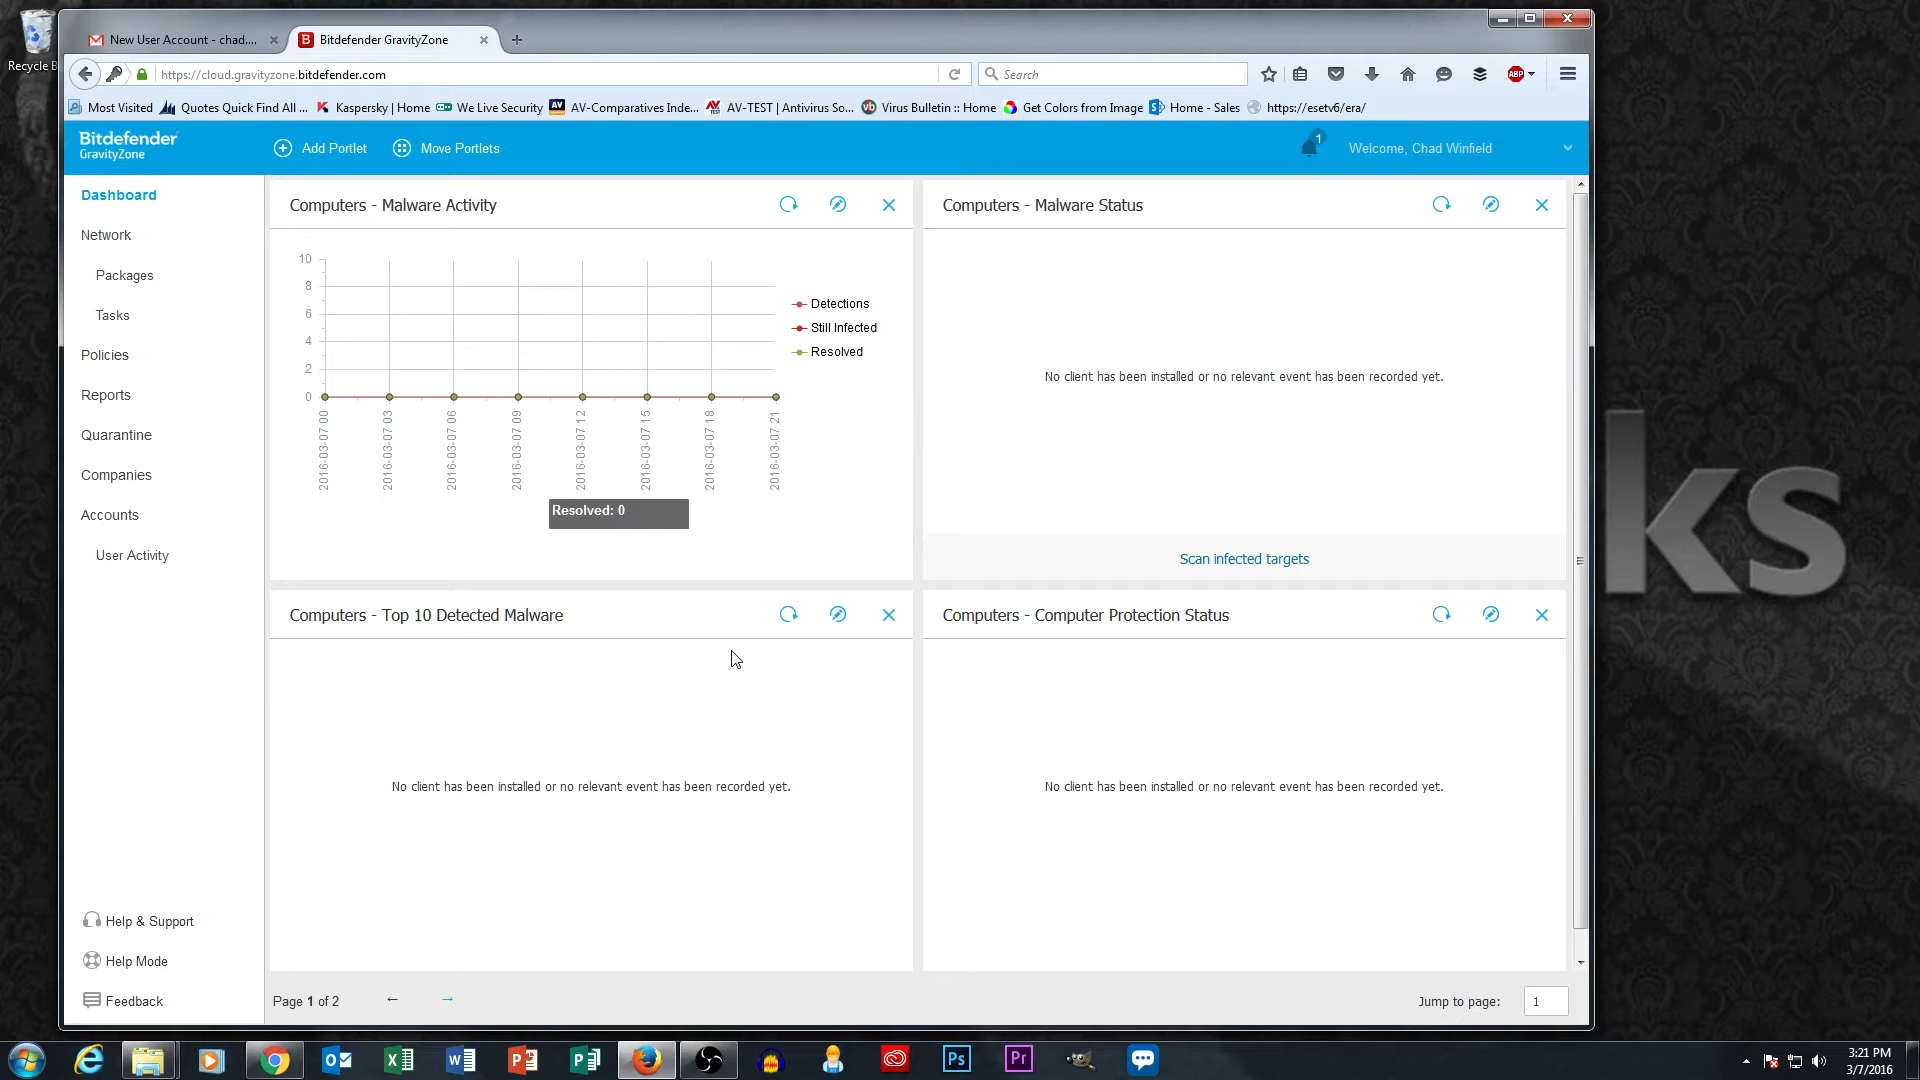 Recycle B
New User Account - chad....
Bitdefender GravityZone
https://cloud.gravityzone.bitdefender.com
Search
ABP
Most Visited
Quotes Quick Find All ...
Kaspersky | Home
We Live Security
AV-Comparatives Inde...
AV-TEST | Antivirus So...
Virus Bulletin :: Home
Get Colors from Image
Home - Sales
https://esetv6/era/
Bitdefender
GravityZone
Add Portlet
Move Portlets
1
Welcome, Chad Winfield
Dashboard
Network
Packages
Tasks
Policies
Reports
Quarantine
Companies
Accounts
User Activity
Help & Support
Help Mode
Feedback
Computers - Malware Activity
10
8
6
4
2
0
2016-03-07 00
2016-03-07 03
2016-03-07 06
2016-03-07 09
2016-03-07 12
2016-03-07 15
2016-03-07 18
2016-03-07 21
Detections
Still Infected
Resolved
Resolved: 0
Computers - Malware Status
No client has been installed or no relevant event has been recorded yet.
Scan infected targets
Computers - Top 10 Detected Malware
No client has been installed or no relevant event has been recorded yet.
Computers - Computer Protection Status
No client has been installed or no relevant event has been recorded yet.
Page 1 of 2
Jump to page:
1
ks
3:21 PM
3/7/2016